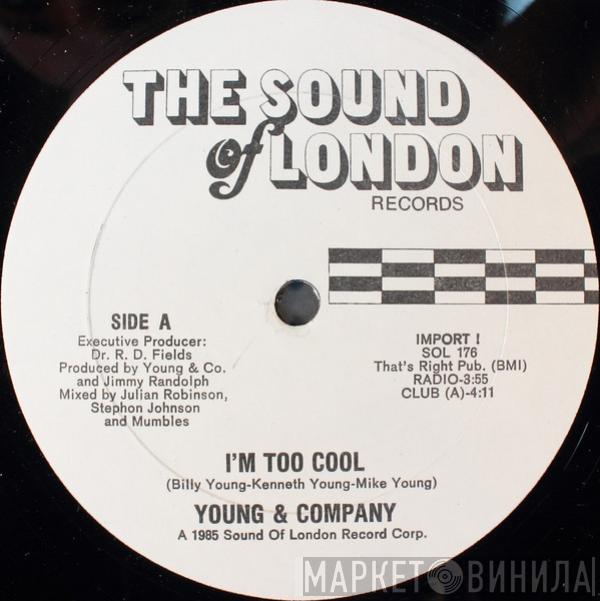 THE SOUND
of LONDON
RECORDS
SIDE A
Executive Producer:
Dr. R. D. Fields
Produced by Young & Co.
and Jimmy Randolph
Mixed by Julian Robinson,
Stephon Johnson
and Mumbles
IMPORT !
SOL 176
That's Right Pub. (BMI)
RADIO-3:55
CLUB (A)-4:11
I'M TOO COOL
(Billy Young-Kenneth Young-Mike Young)
YOUNG & COMPANY
A 1985 Sound Of London Record Corp.
МАРКЕТ ВИНИЛА